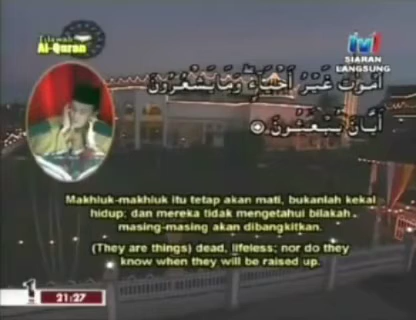 Tilawah
Al-Quran
tv1
SIARAN
LANGSUNG
أَمْوَٰتٌ غَيْرُ أَحْيَآءٍ ۖ وَمَا يَشْعُرُونَ
أَيَّانَ يُبْعَثُونَ
Makhluk-makhluk itu tetap akan mati, bukanlah kekal
hidup; dan mereka tidak mengetahui bilakah
masing-masing akan dibangkitkan.
(They are things) dead, lifeless; nor do they
know when they will be raised up.
1
21:27